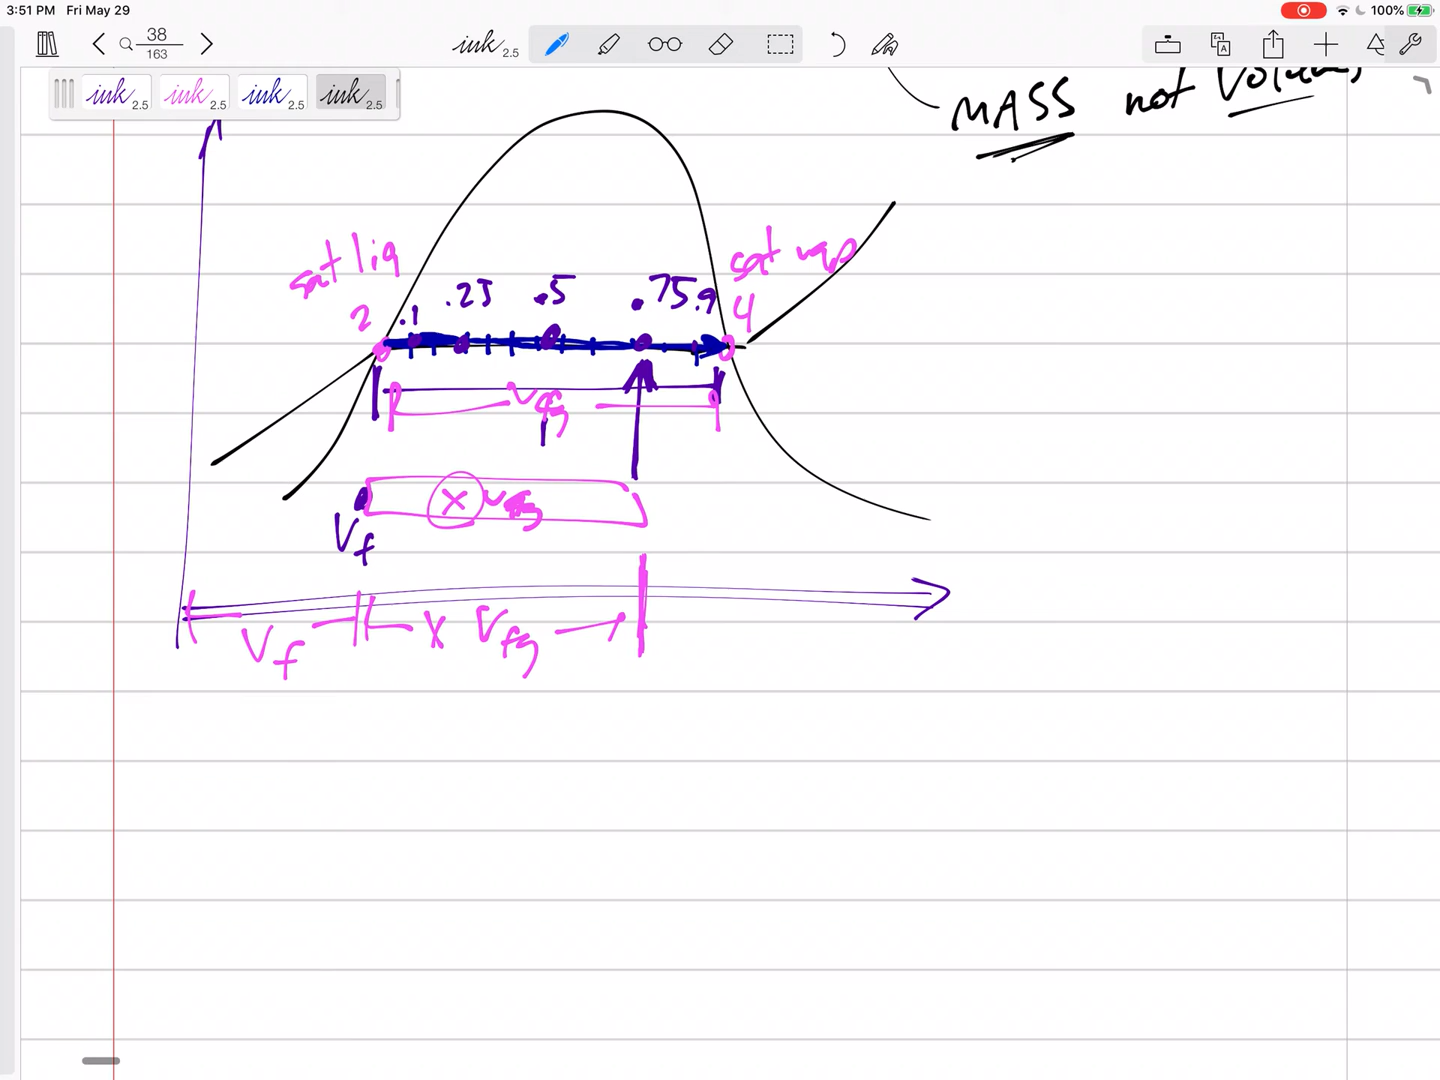 3:51 PM Fri May 29
100%
38
163
ink 2.5
ink 2.5
ink 2.5
ink 2.5
ink 2.5
MASS not Volume
sat liq
sat vap
2
4
.1 .25 .5 .75 .9
Vfg
X Vfg
Vf
Vf X Vfg